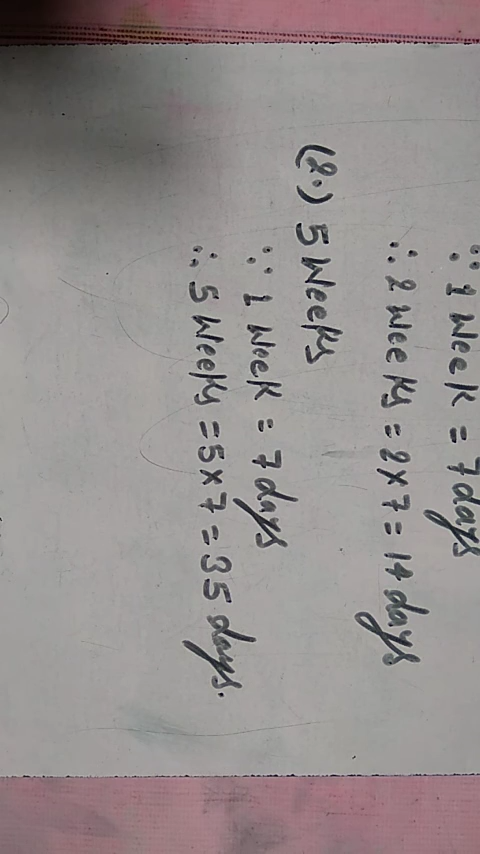 ∵ 1 Week = 7 days
∴ 2 Weeks = 2 × 7 = 14 days
(2.) 5 Weeks
∵ 1 Week = 7 days
∴ 5 Weeks = 5 × 7 = 35 days.